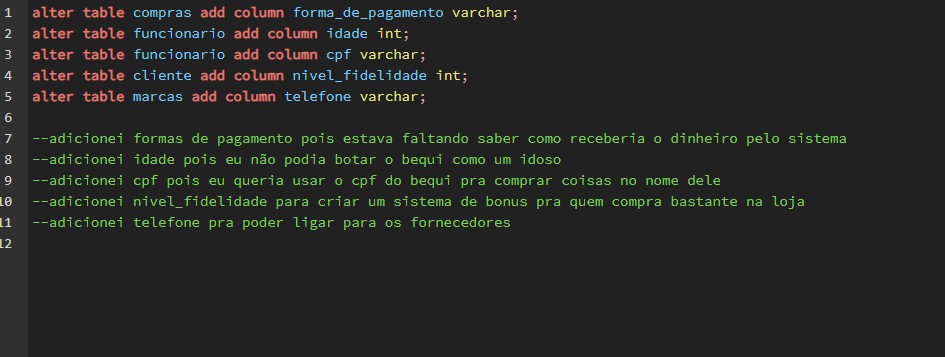 1 alter table compras add column forma_de_pagamento varchar;
2 alter table funcionario add column idade int;
3 alter table funcionario add column cpf varchar;
4 alter table cliente add column nivel_fidelidade int;
5 alter table marcas add column telefone varchar;
6
7 --adicionei formas de pagamento pois estava faltando saber como receberia o dinheiro pelo sistema
8 --adicionei idade pois eu não podia botar o bequi como um idoso
9 --adicionei cpf pois eu queria usar o cpf do bequi pra comprar coisas no nome dele
10 --adicionei nivel_fidelidade para criar um sistema de bonus pra quem compra bastante na loja
11 --adicionei telefone pra poder ligar para os fornecedores
12